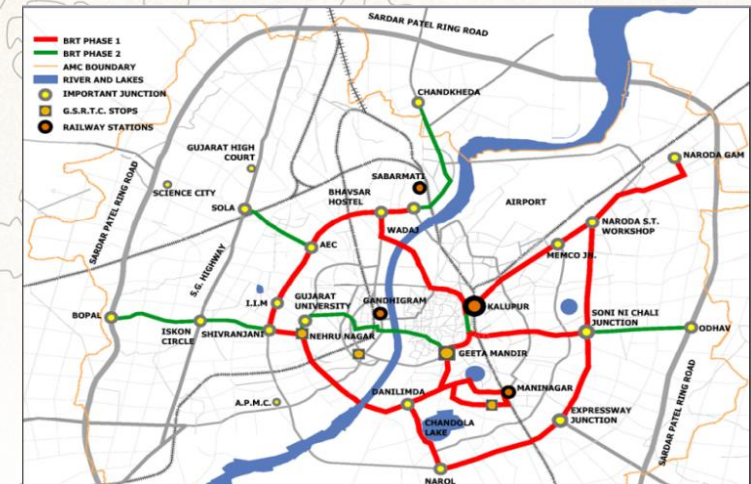 SARDAR PATEL RING ROAD
BRT PHASE 1
BRT PHASE 2
AMC BOUNDARY
RIVER AND LAKES
IMPORTANT JUNCTION
G.S.R.T.C. STOPS
RAILWAY STATIONS
CHANDKHEDA
GUJARAT HIGH
COURT
SCIENCE CITY
SABARMATI
NARODA GAM
BHAVSAR
HOSTEL
SOLA
AIRPORT
WADAJ
NARODA S.T.
WORKSHOP
SARDAR PATEL RING ROAD
S.G. HIGHWAY
AEC
MEMCO JN.
I.I.M
GUJARAT
UNIVERSITY
GANDHIGRAM
KALUPUR
BOPAL
ISKON
CIRCLE
SHIVRANJANI
NEHRU NAGAR
SONI NI CHALI
JUNCTION
ODHAV
GEETA MANDIR
A.P.M.C.
DANILIMDA
MANINAGAR
CHANDOLA
LAKE
EXPRESSWAY
JUNCTION
SARDAR PATEL RING ROAD
NAROL